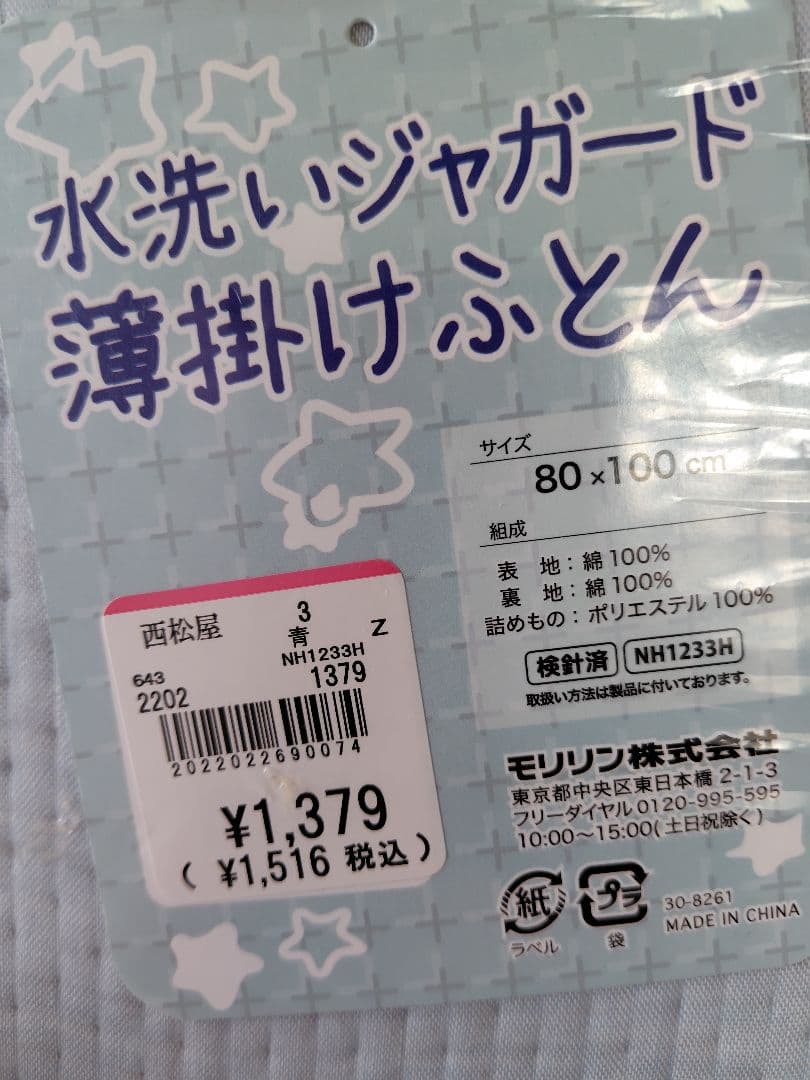 水洗いジャガード
薄掛けふとん
サイズ
80×100 cm
組成
表 地：綿100%
裏 地：綿100%
詰めもの：ポリエステル100%
検針済 NH1233H
取扱い方法は製品に付いております。
モリリン株式会社
東京都中央区東日本橋 2-1-3
フリーダイヤル 0120-995-595
10:00～15:00(土日祝除く)
紙
ラベル
プラ
袋
30-8261
MADE IN CHINA
西松屋 3
青 Z
NH1233H
643
2202 1379
2022022690074
¥1,379
( ¥1,516 税込 )